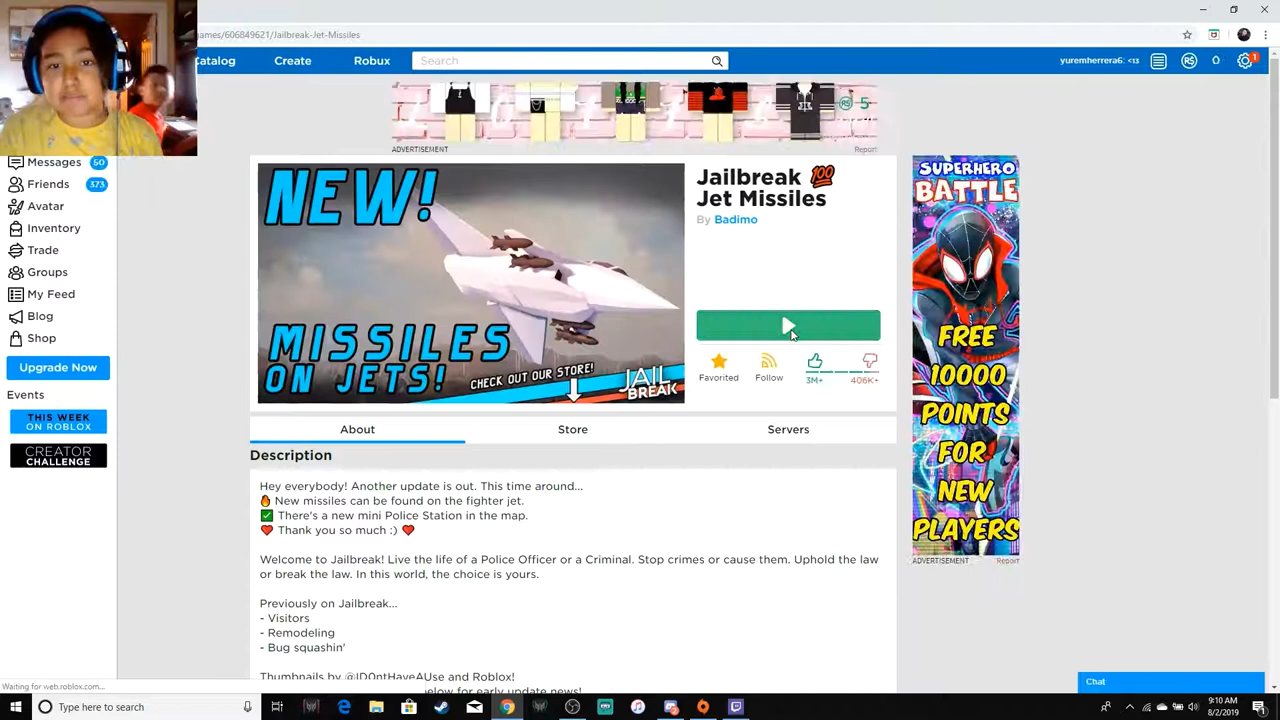 games/606849621/Jailbreak-Jet-Missiles
Catalog
Create
Robux
Search
yuremherrera6: <13
0
1
Messages 50
Friends 373
Avatar
Inventory
Trade
Groups
My Feed
Blog
Shop
Upgrade Now
Events
THIS WEEK
ON ROBLOX
CREATOR
CHALLENGE
5
ADVERTISEMENT
Report
NEW!
MISSILES
ON JETS!
CHECK OUT OUR STORE!
JAIL
BREAK
Jailbreak 💯
Jet Missiles
By Badimo
Favorited
Follow
3M+
406K+
About
Store
Servers
Description
Hey everybody! Another update is out. This time around...
🔥 New missiles can be found on the fighter jet.
✅ There's a new mini Police Station in the map.
❤️ Thank you so much :) ❤️
Welcome to Jailbreak! Live the life of a Police Officer or a Criminal. Stop crimes or cause them. Uphold the law
or break the law. In this world, the choice is yours.
Previously on Jailbreak...
- Visitors
- Remodeling
- Bug squashin'
Thumbnails by @ID0ntHaveAUse and Roblox!
below for early update news!
SUPERHERO
BATTLE
FREE
10000
POINTS
FOR
NEW
PLAYERS
ADVERTISEMENT
Report
Waiting for web.roblox.com...
Chat
Type here to search
9:10 AM
8/2/2019